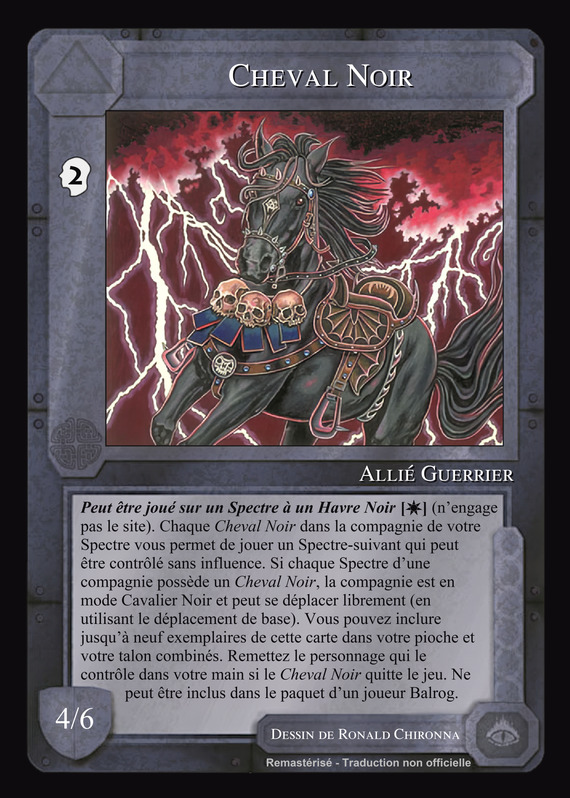 Cheval Noir
2
Allié Guerrier
Peut être joué sur un Spectre à un Havre Noir [✷] (n’engage
pas le site). Chaque Cheval Noir dans la compagnie de votre
Spectre vous permet de jouer un Spectre-suivant qui peut
être contrôlé sans influence. Si chaque Spectre d’une
compagnie possède un Cheval Noir, la compagnie est en
mode Cavalier Noir et peut se déplacer librement (en
utilisant le déplacement de base). Vous pouvez inclure
jusqu’à neuf exemplaires de cette carte dans votre pioche et
votre talon combinés. Remettez le personnage qui le
contrôle dans votre main si le Cheval Noir quitte le jeu. Ne
peut être inclus dans le paquet d’un joueur Balrog.
4/6
Dessin de Ronald Chironna
Remastérisé - Traduction non officielle